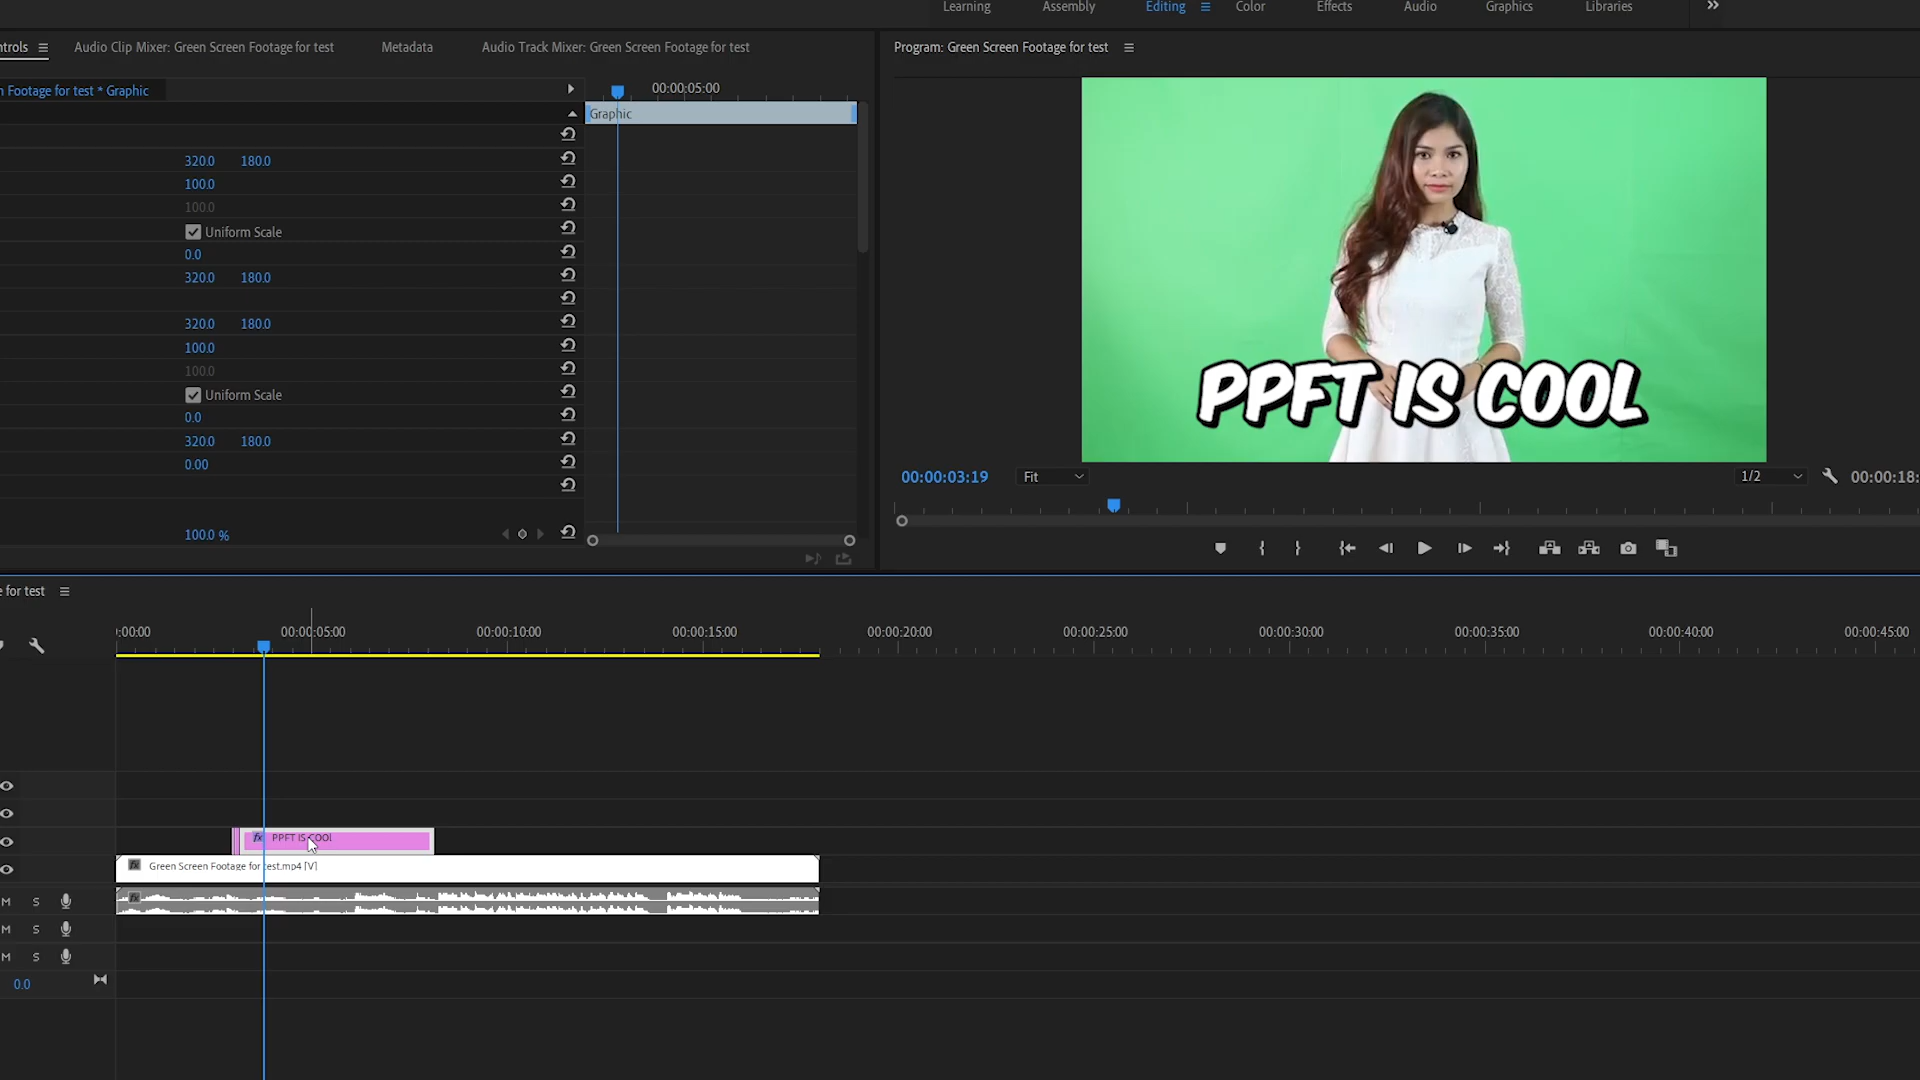 Learning Assembly Editing Color Effects Audio Graphics Libraries
ntrols Audio Clip Mixer: Green Screen Footage for test Metadata Audio Track Mixer: Green Screen Footage for test Program: Green Screen Footage for test
n Footage for test * Graphic 00:00:05:00
Graphic
320.0 180.0
100.0
100.0
Uniform Scale
0.0
320.0 180.0
320.0 180.0
100.0
100.0
Uniform Scale
0.0
320.0 180.0
0.00
100.0 %
PPFT IS COOL
00:00:03:19 Fit 1/2 00:00:18:
e for test
:00:00 00:00:05:00 00:00:10:00 00:00:15:00 00:00:20:00 00:00:25:00 00:00:30:00 00:00:35:00 00:00:40:00 00:00:45:00
fx PPFT IS COOL
fx Green Screen Footage for test.mp4 [V]
M S fx
M S
M S
0.0